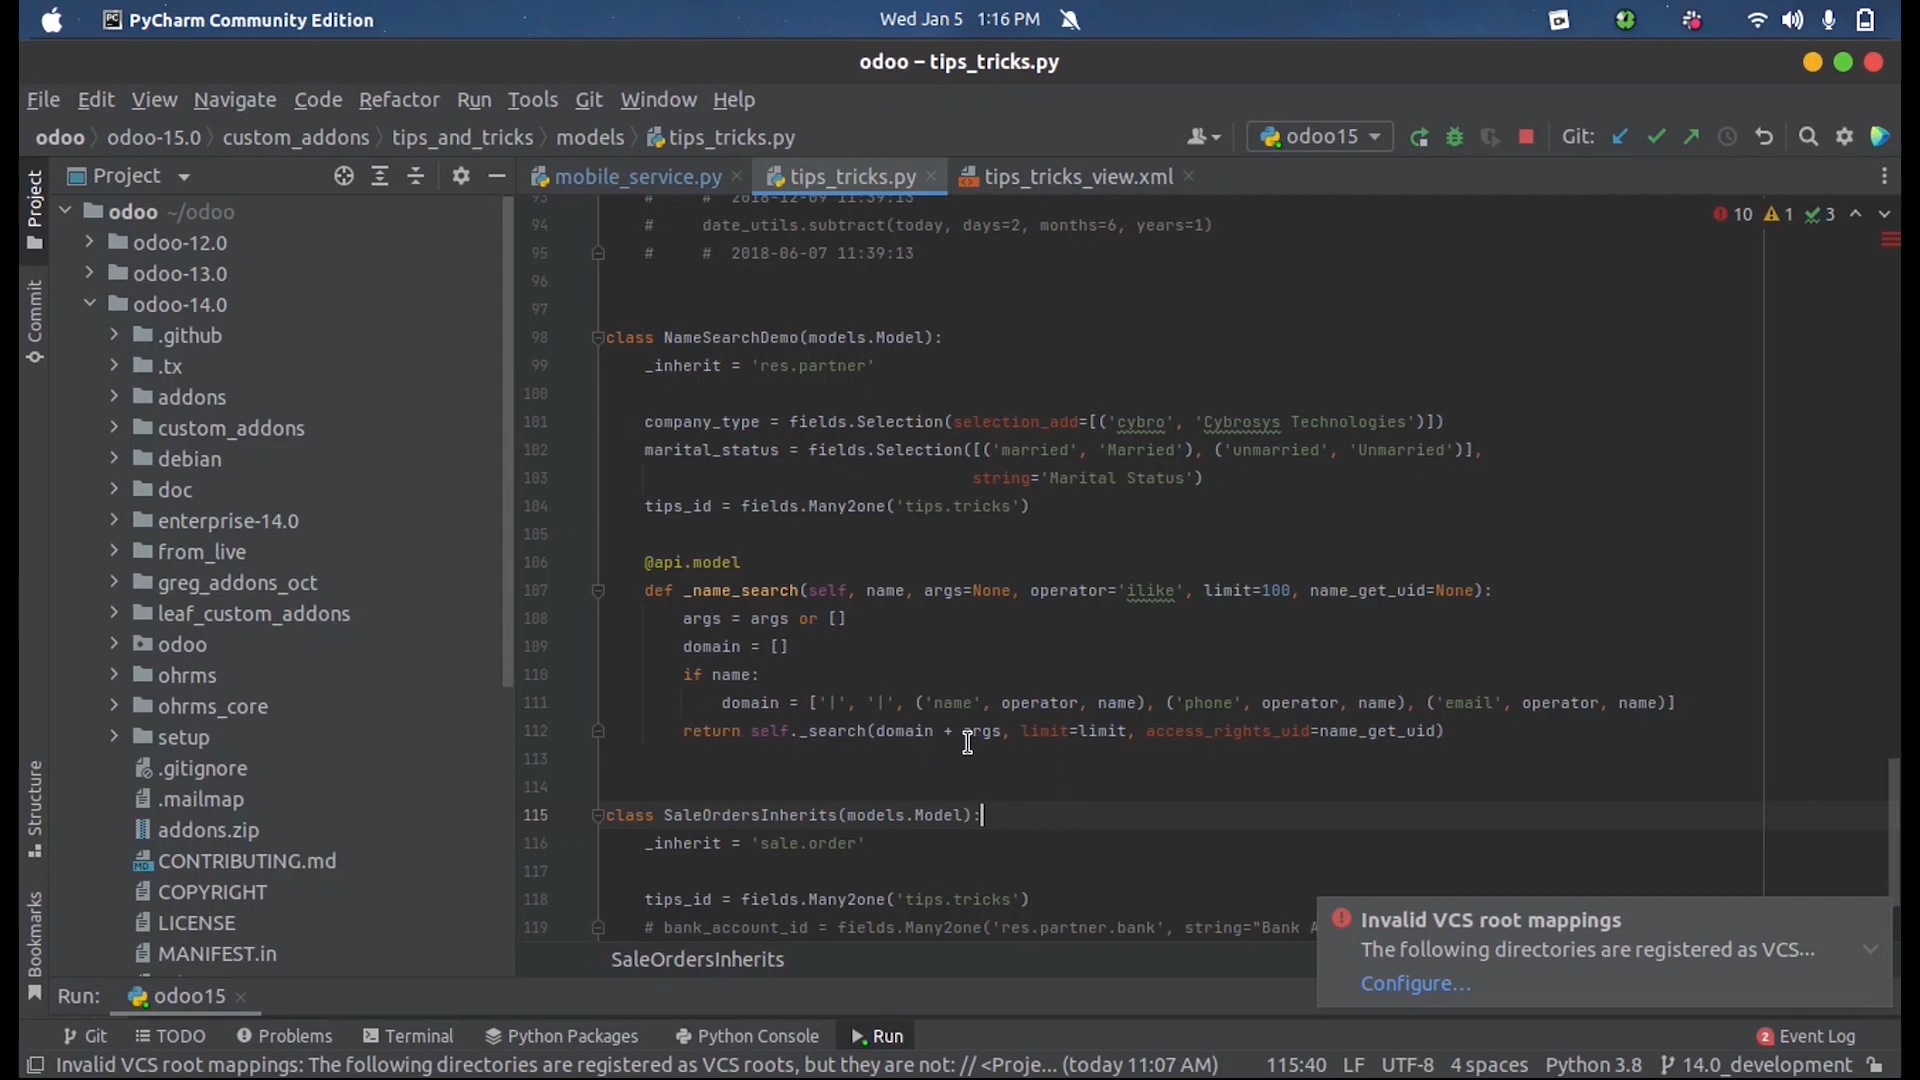 PyCharm Community Edition
Wed Jan 5 1:16 PM
odoo – tips_tricks.py
File Edit View Navigate Code Refactor Run Tools Git Window Help
odoo odoo-15.0 custom_addons tips_and_tricks models tips_tricks.py
odoo15 Git:
Project
mobile_service.py tips_tricks.py tips_tricks_view.xml
Project
Commit
Structure
Bookmarks
odoo ~/odoo
odoo-12.0
odoo-13.0
odoo-14.0
.github
.tx
addons
custom_addons
debian
doc
enterprise-14.0
from_live
greg_addons_oct
leaf_custom_addons
odoo
ohrms
ohrms_core
setup
.gitignore
.mailmap
addons.zip
CONTRIBUTING.md
COPYRIGHT
LICENSE
MANIFEST.in
10 1 3
93 # # 2018-12-09 11:39:13
94 # date_utils.subtract(today, days=2, months=6, years=1)
95 # # 2018-06-07 11:39:13
96
97
98 class NameSearchDemo(models.Model):
99 _inherit = 'res.partner'
100
101 company_type = fields.Selection(selection_add=[('cybro', 'Cybrosys Technologies')])
102 marital_status = fields.Selection([('married', 'Married'), ('unmarried', 'Unmarried')],
103 string='Marital Status')
104 tips_id = fields.Many2one('tips.tricks')
105
106 @api.model
107 def _name_search(self, name, args=None, operator='ilike', limit=100, name_get_uid=None):
108 args = args or []
109 domain = []
110 if name:
111 domain = ['|', '|', ('name', operator, name), ('phone', operator, name), ('email', operator, name)]
112 return self._search(domain + args, limit=limit, access_rights_uid=name_get_uid)
113
114
115 class SaleOrdersInherits(models.Model):
116 _inherit = 'sale.order'
117
118 tips_id = fields.Many2one('tips.tricks')
119 # bank_account_id = fields.Many2one('res.partner.bank', string="Bank A
SaleOrdersInherits
Invalid VCS root mappings
The following directories are registered as VCS...
Configure...
Run: odoo15
Git TODO Problems Terminal Python Packages Python Console Run 2 Event Log
Invalid VCS root mappings: The following directories are registered as VCS roots, but they are not: // <Proje... (today 11:07 AM) 115:40 LF UTF-8 4 spaces Python 3.8 14.0_development